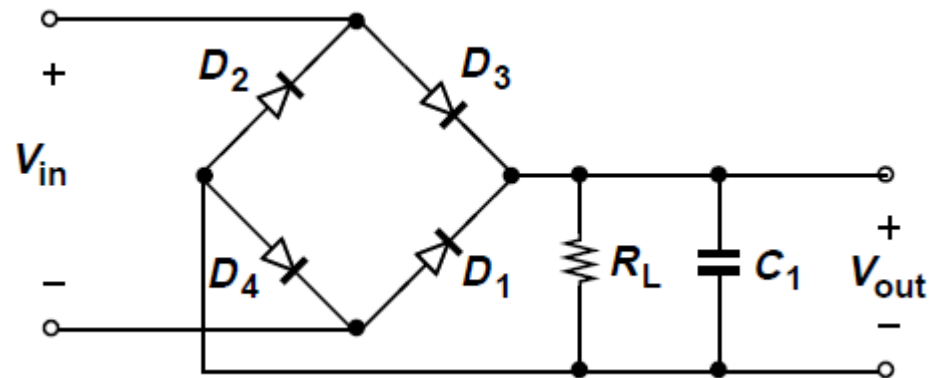 D2
D3
+
Vin
−
D4
D1
RL
C1
+
Vout
−